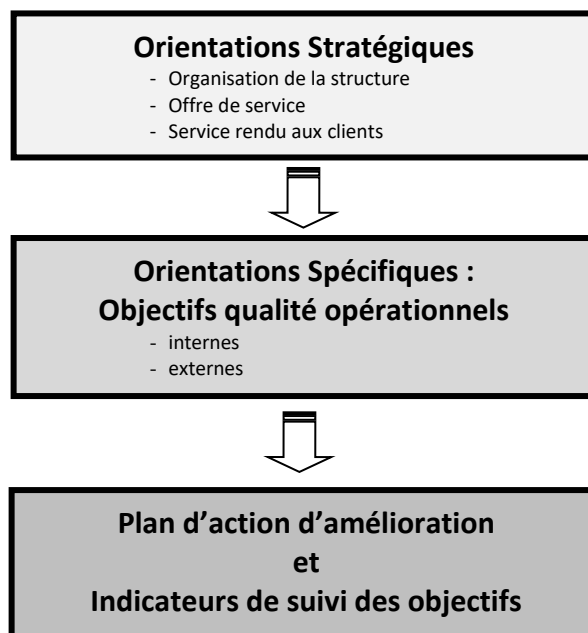 Orientations Stratégiques
- Organisation de la structure
- Offre de service
- Service rendu aux clients
Orientations Spécifiques :
Objectifs qualité opérationnels
- internes
- externes
Plan d’action d’amélioration
et
Indicateurs de suivi des objectifs